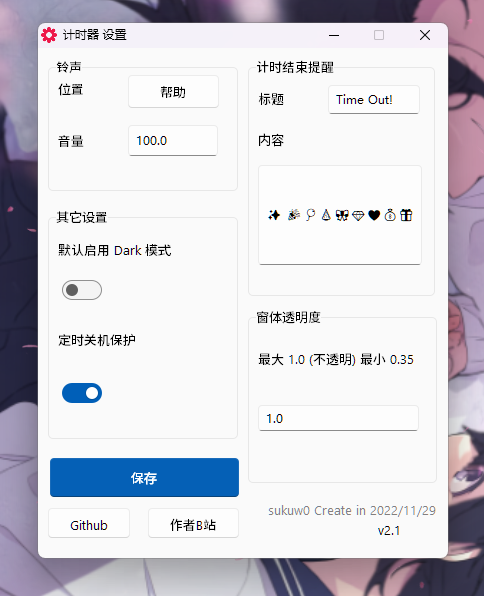 计时器 设置
铃声
位置
帮助
音量
100.0
其它设置
默认启用 Dark 模式
定时关机保护
保存
Github
作者B站
计时结束提醒
标题
Time Out!
内容
✨ 🎉 🎈 🎄 🎀 💎 🖤 💰 🎁
窗体透明度
最大 1.0 (不透明) 最小 0.35
1.0
sukuw0 Create in 2022/11/29
v2.1